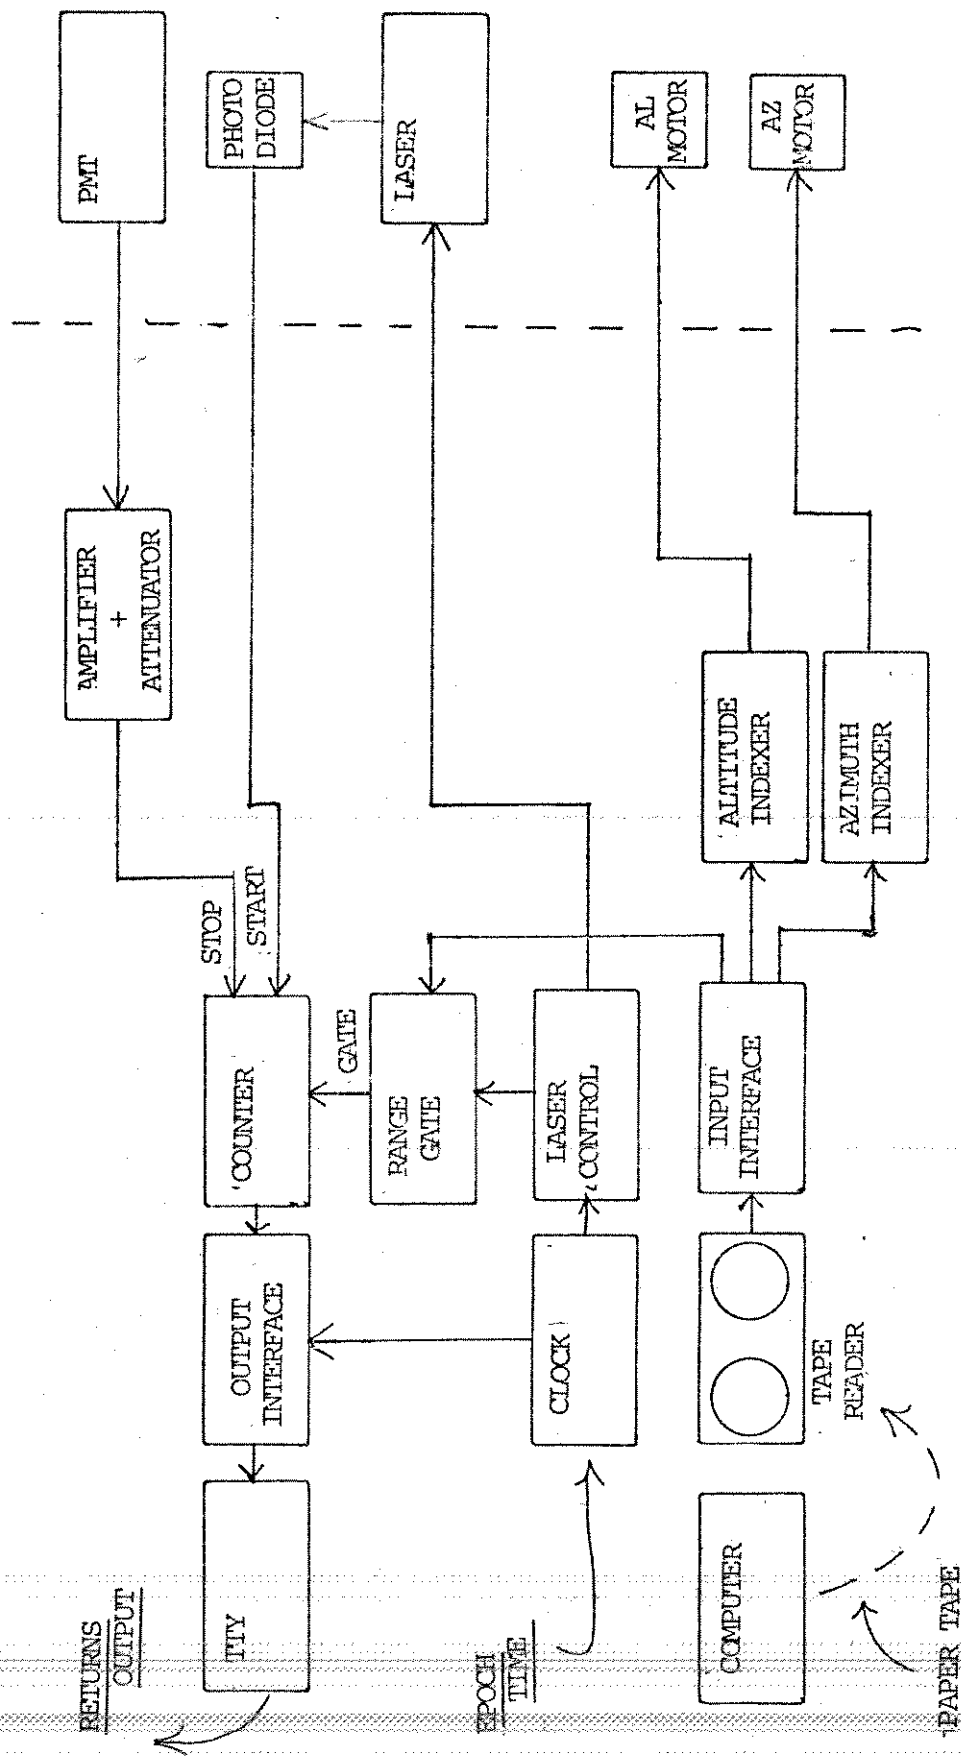 RETURNS
OUTPUT
TTY
OUTPUT
INTERFACE
'COUNTER
STOP
START
AMPLIFIER
+
ATTENUATOR
PMT
PHOTO
DIODE
GATE
RANGE
GATE
LASER
EPOCH
TIME
CLOCK
LASER
CONTROL
COMPUTER
TAPE
READER
INPUT
INTERFACE
ALTITUDE
INDEXER
AZIMUTH
INDEXER
AL
MOTOR
AZ
MOTOR
PAPER TAPE